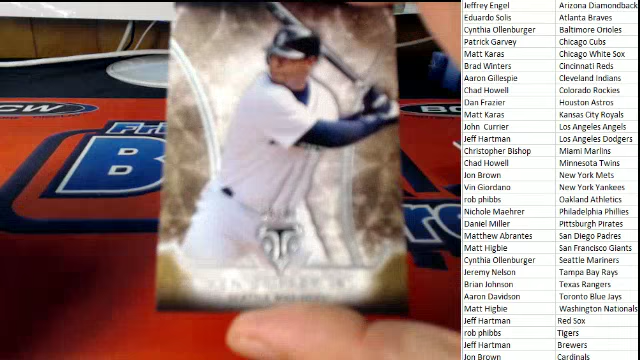 Jeffrey Engel Arizona Diamondback
Eduardo Solis Atlanta Braves
Cynthia Ollenburger Baltimore Orioles
Patrick Garvey Chicago Cubs
Matt Karas Chicago White Sox
Brad Winters Cincinnati Reds
Aaron Gillespie Cleveland Indians
Chad Howell Colorado Rockies
Dan Frazier Houston Astros
Matt Karas Kansas City Royals
John Currier Los Angeles Angels
Jeff Hartman Los Angeles Dodgers
Christopher Bishop Miami Marlins
Chad Howell Minnesota Twins
Jon Brown New York Mets
Vin Giordano New York Yankees
rob phibbs Oakland Athletics
Nichole Maehrer Philadelphia Phillies
Daniel Miller Pittsburgh Pirates
Matthew Abrantes San Diego Padres
Matt Higbie San Francisco Giants
Cynthia Ollenburger Seattle Mariners
Jeremy Nelson Tampa Bay Rays
Brian Johnson Texas Rangers
Aaron Davidson Toronto Blue Jays
Matt Higbie Washington Nationals
Jeff Hartman Red Sox
rob phibbs Tigers
Jeff Hartman Brewers
Jon Brown Cardinals